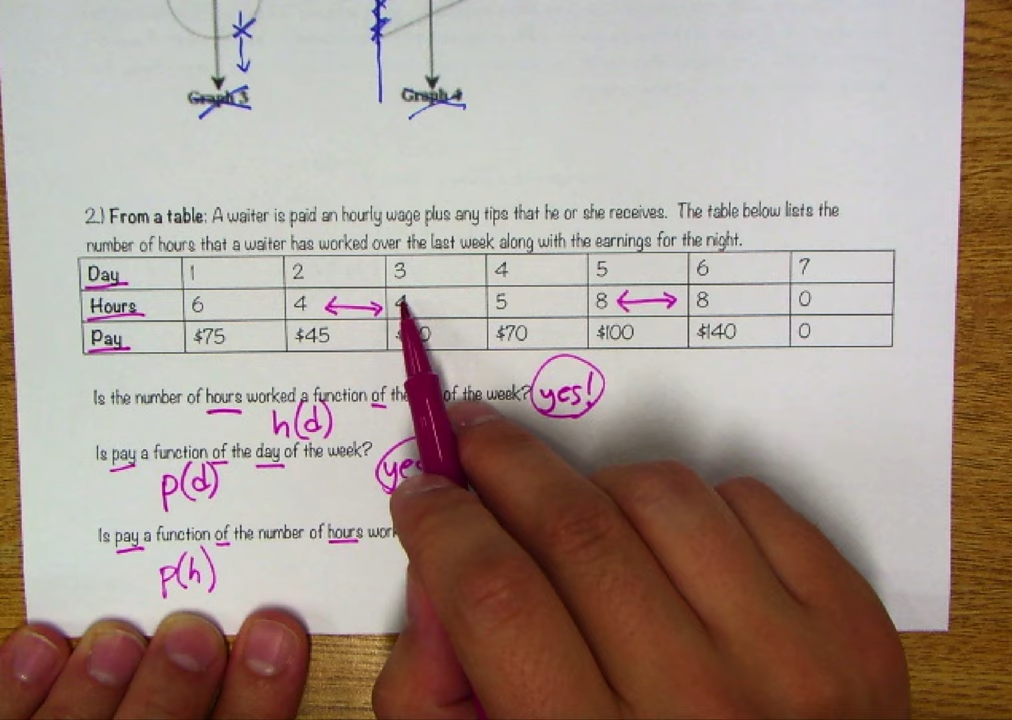 Graph 3 Graph 4
2.) From a table: A waiter is paid an hourly wage plus any tips that he or she receives. The table below lists the
number of hours that a waiter has worked over the last week along with the earnings for the night.
Day 1 2 3 4 5 6 7
Hours 6 4 4 5 8 8 0
Pay $75 $45 $70 $100 $140 0
Is the number of hours worked a function of the of the week? yes!
h(d)
Is pay a function of the day of the week?
p(d)
Is pay a function of the number of hours
p(h)